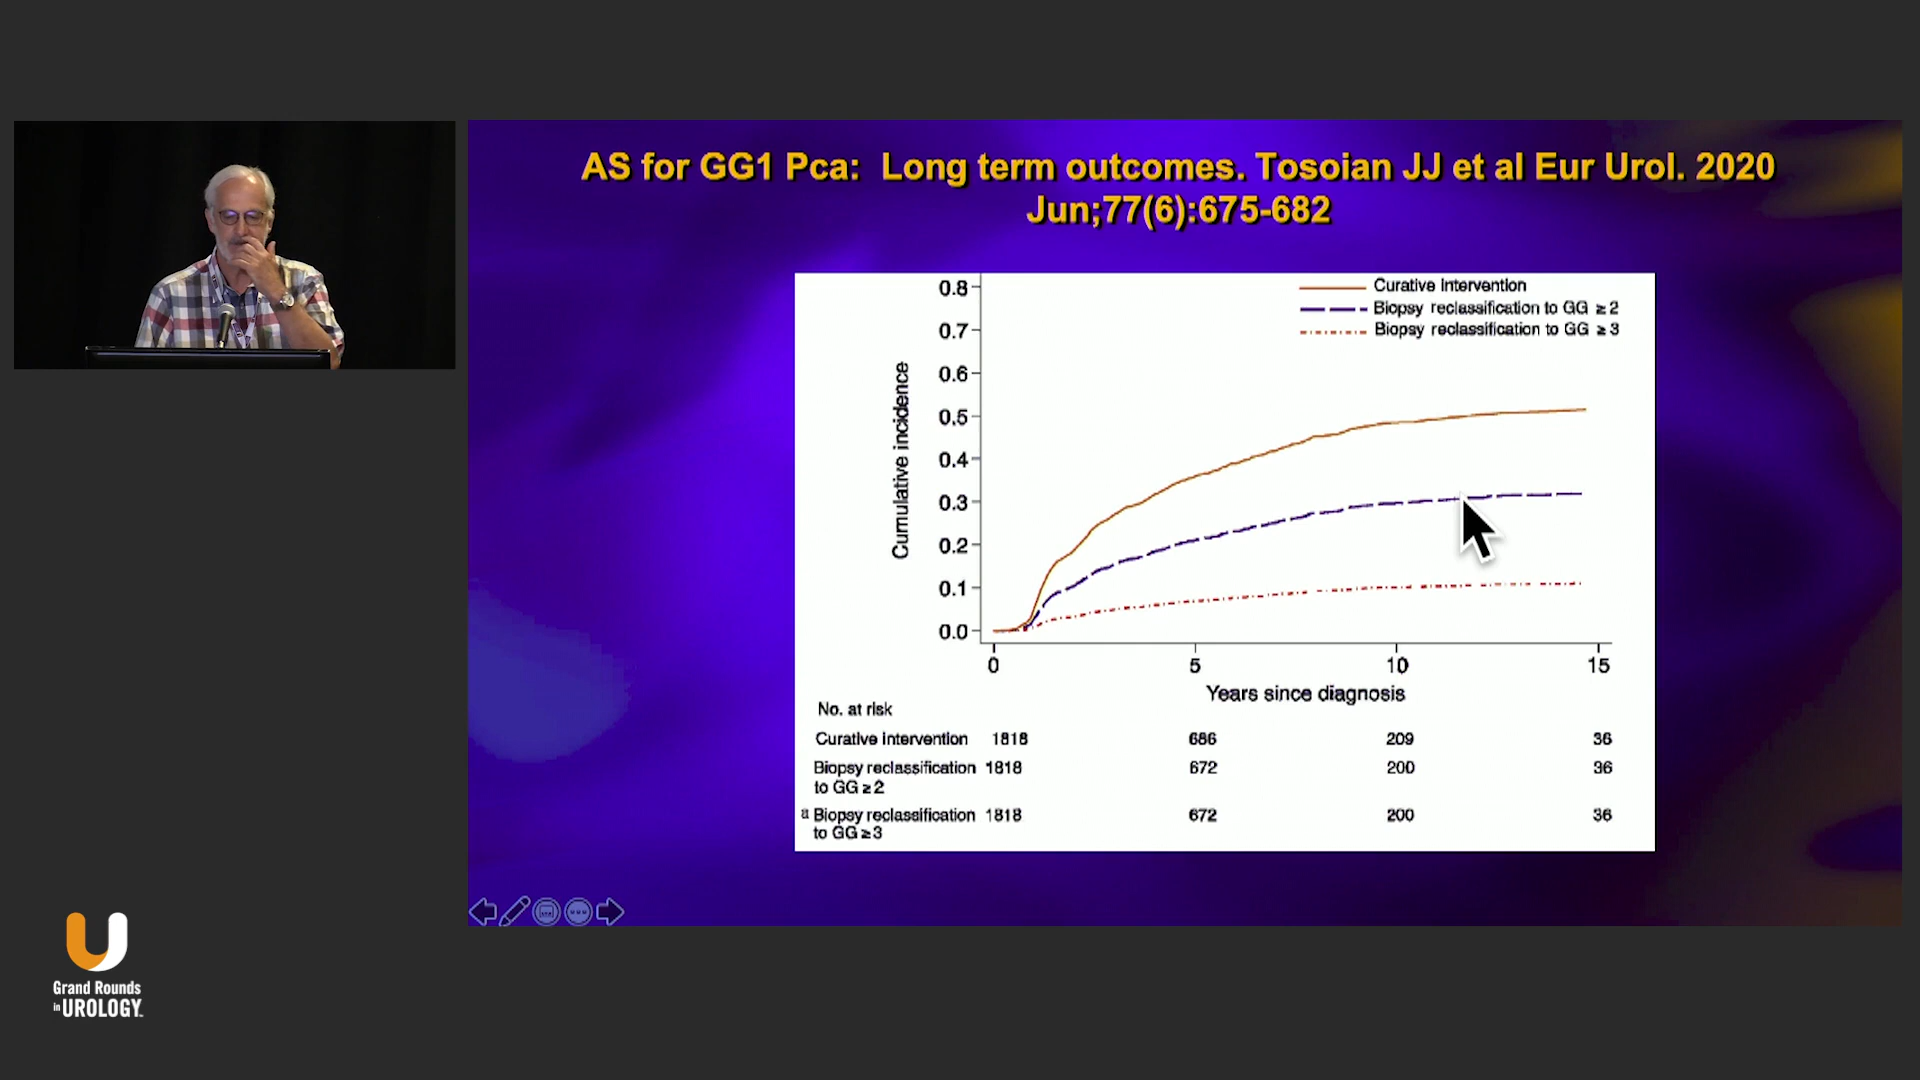 AS for GG1 Pca: Long term outcomes. Tosoian JJ et al Eur Urol. 2020
Jun;77(6):675-682
Curative intervention
Biopsy reclassification to GG ≥ 2
Biopsy reclassification to GG ≥ 3
Cumulative incidence
0.8
0.7
0.6
0.5
0.4
0.3
0.2
0.1
0.0
0 5 10 15
Years since diagnosis
No. at risk
Curative intervention 1818 686 209 36
Biopsy reclassification 1818 672 200 36
to GG ≥ 2
a Biopsy reclassification 1818 672 200 36
to GG ≥ 3
Grand Rounds
in UROLOGY